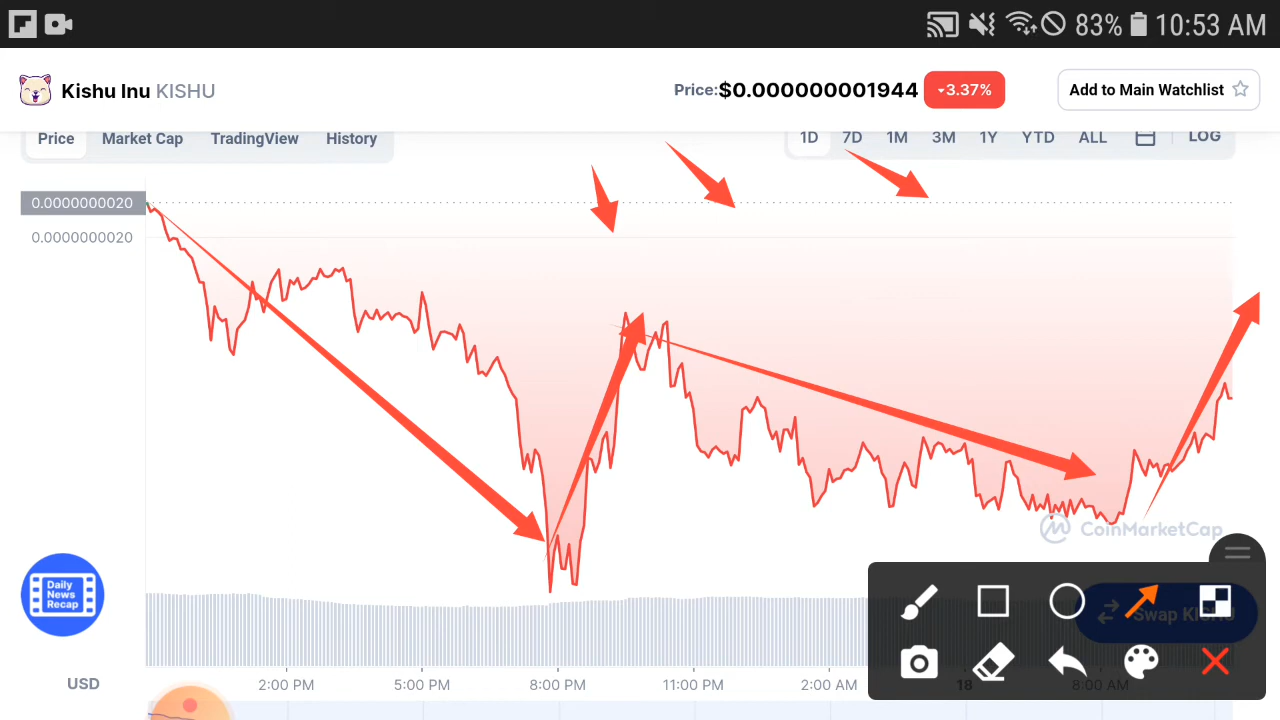 83% 10:53 AM
Kishu Inu KISHU
Price:$0.000000001944 3.37%
Add to Main Watchlist
Price Market Cap TradingView History
1D 7D 1M 3M 1Y YTD ALL LOG
0.0000000020
0.0000000020
CoinMarketCap
Daily
News
Recap
Swap KISHU
USD
2:00 PM 5:00 PM 8:00 PM 11:00 PM 2:00 AM 18 8:00 AM